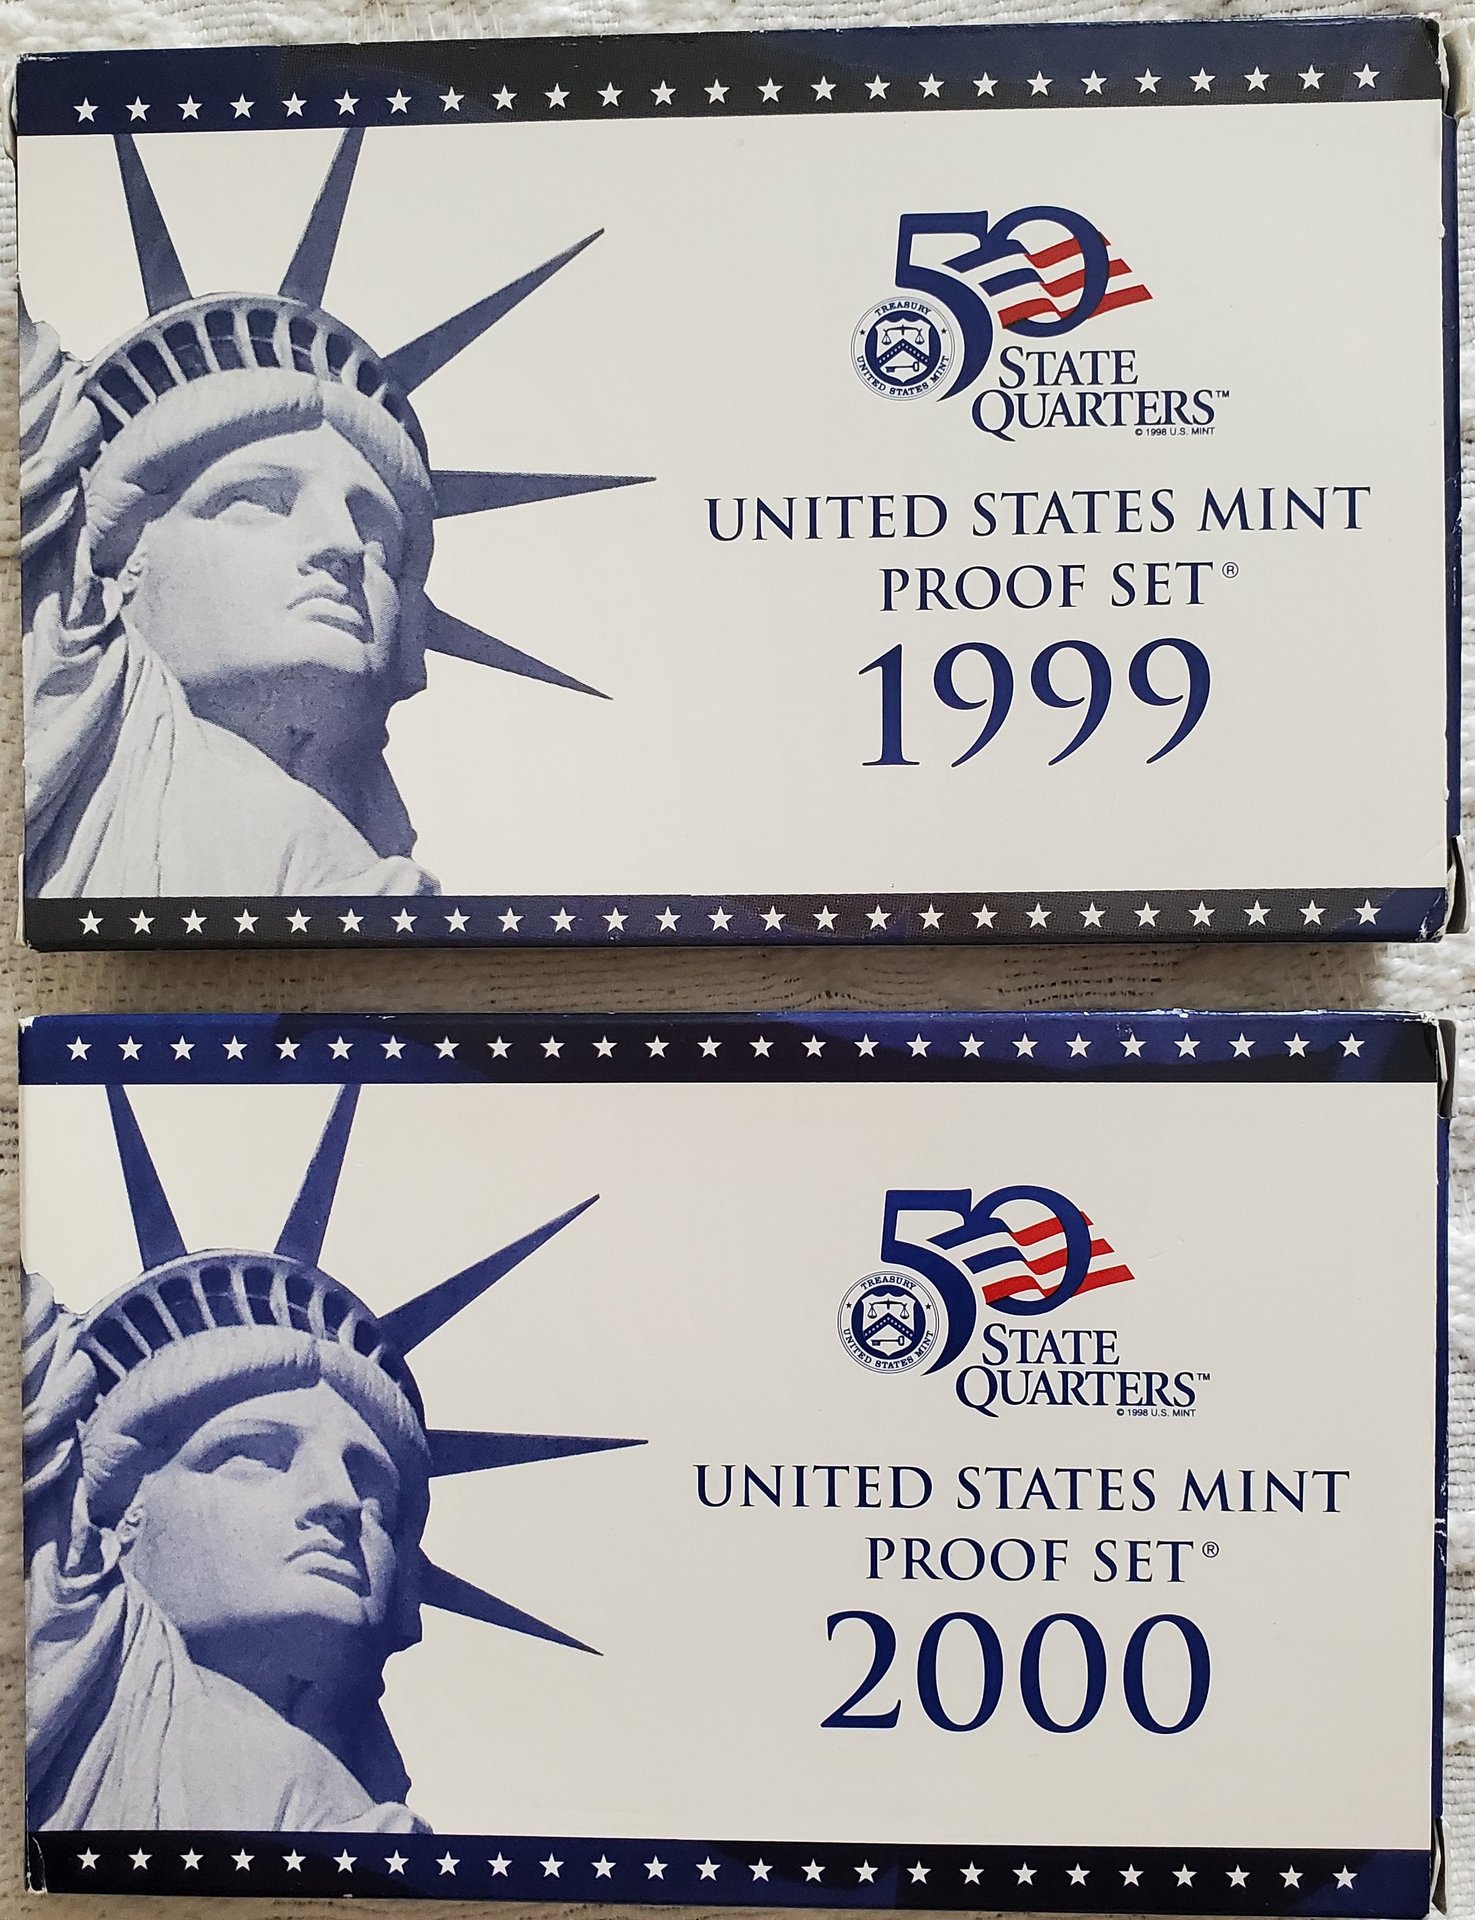 50
TREASURY
UNITED STATES MINT
STATE
QUARTERS™
© 1998 U.S. MINT
UNITED STATES MINT
PROOF SET®
1999
50
TREASURY
UNITED STATES MINT
STATE
QUARTERS™
© 1998 U.S. MINT
UNITED STATES MINT
PROOF SET®
2000